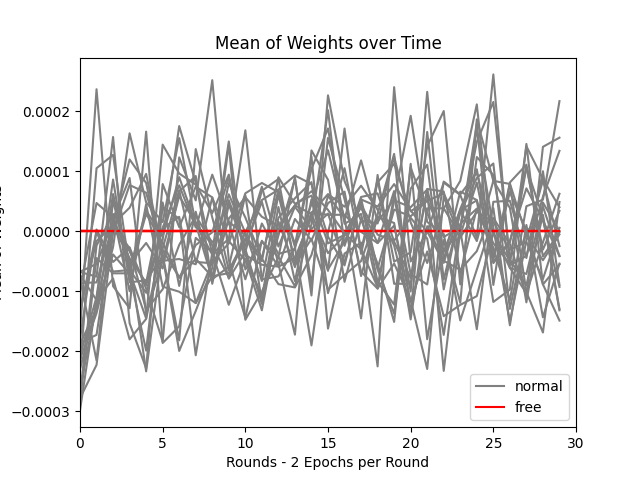 Mean of Weights over Time
0.0002
0.0001
0.0000
−0.0001
−0.0002
−0.0003
0 5 10 15 20 25 30
Rounds - 2 Epochs per Round
normal
free